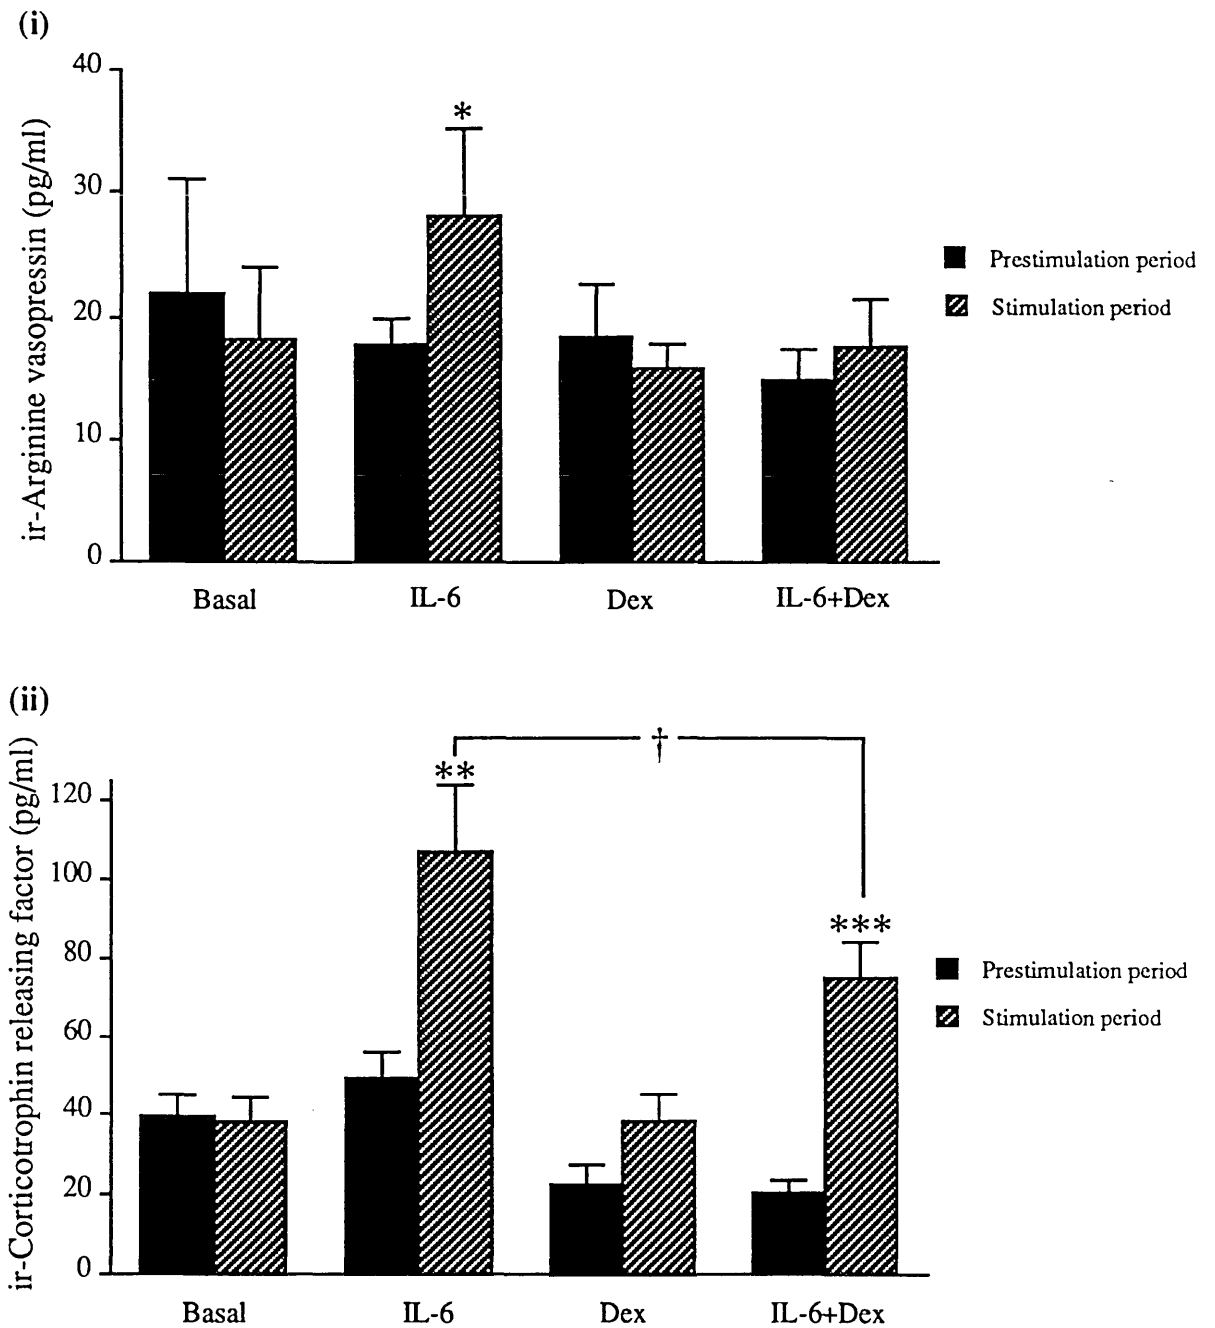 (i)
ir-Arginine vasopressin (pg/ml)
40
30
20
10
0
*
Basal
IL-6
Dex
IL-6+Dex
Prestimulation period
Stimulation period
(ii)
ir-Corticotrophin releasing factor (pg/ml)
120
100
80
60
40
20
0
†
**
***
Basal
IL-6
Dex
IL-6+Dex
Prestimulation period
Stimulation period